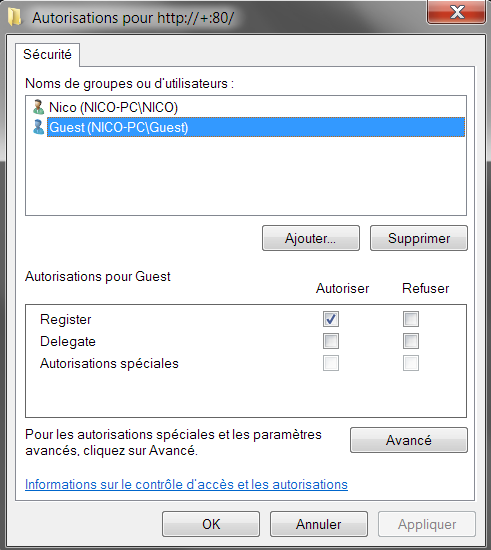 Autorisations pour http://+:80/
Sécurité
Noms de groupes ou d'utilisateurs :
Nico (NICO-PC\NICO)
Guest (NICO-PC\Guest)
Ajouter... Supprimer
Autorisations pour Guest Autoriser Refuser
Register
Delegate
Autorisations spéciales
Pour les autorisations spéciales et les paramètres
avancés, cliquez sur Avancé. Avancé
Informations sur le contrôle d'accès et les autorisations
OK Annuler Appliquer